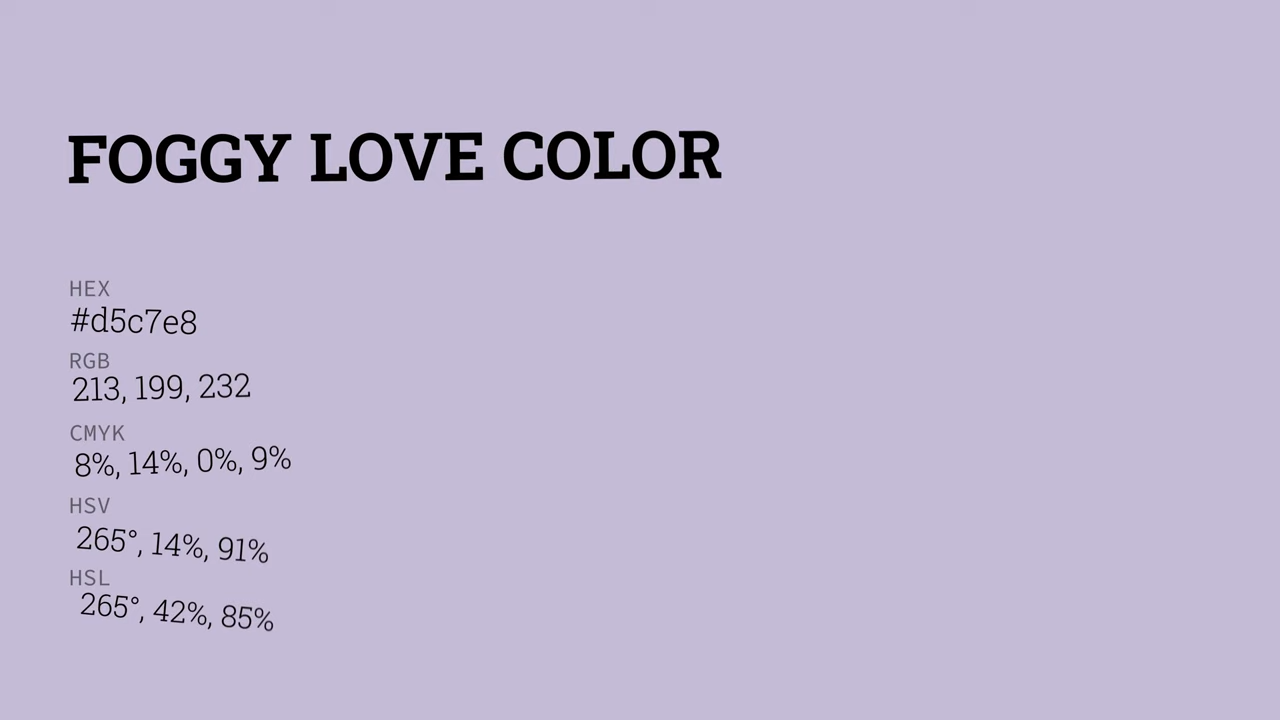 FOGGY LOVE COLOR
HEX
#d5c7e8
RGB
213, 199, 232
CMYK
8%, 14%, 0%, 9%
HSV
265°, 14%, 91%
HSL
265°, 42%, 85%